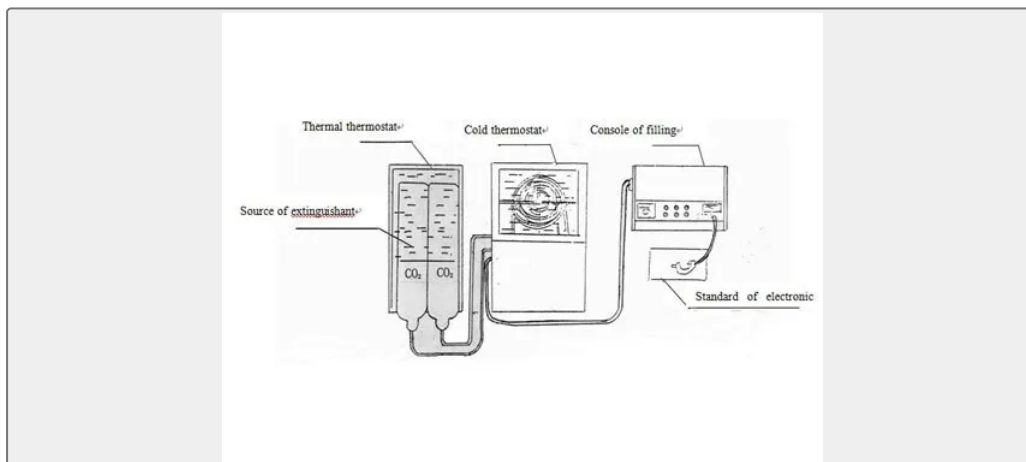 Thermal thermostat
Cold thermostat
Console of filling
Source of extinguishant
CO₂ CO₂
Standard of electronic